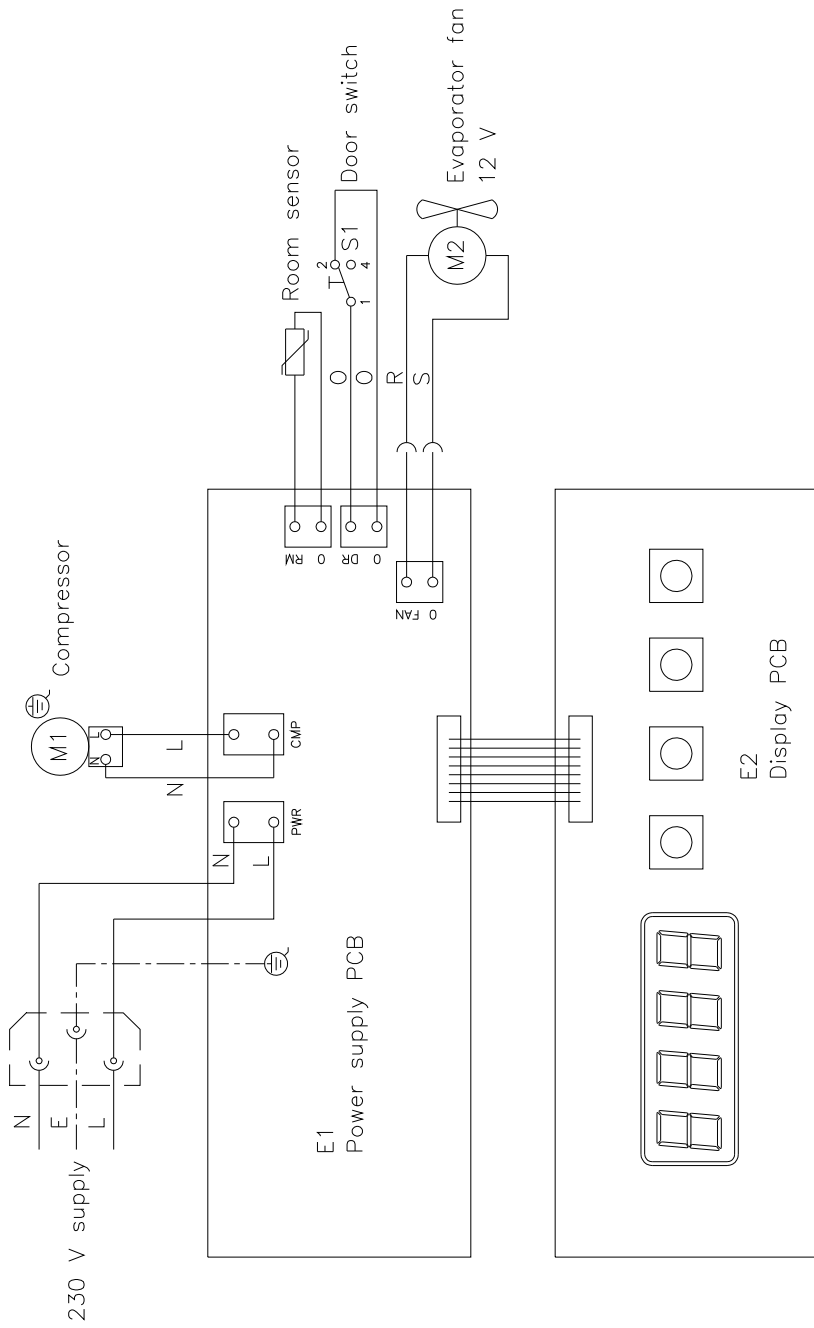 N
E
L
230 V supply
M1
Compressor
N L
N L
N
L
PWR
CMP
RM
0
DR
0
FAN
0
Room sensor
2
S1
1 4
Door switch
O
O
R
S
M2
Evaporator fan
12 V
E1
Power supply PCB
E2
Display PCB